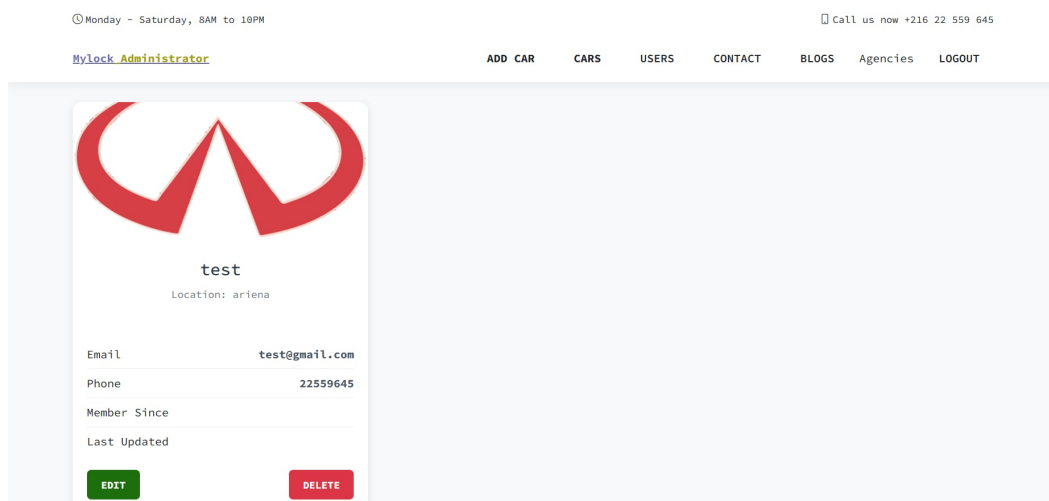 Monday - Saturday, 8AM to 10PM Call us now +216 22 559 645
Mylock Administrator ADD CAR CARS USERS CONTACT BLOGS Agencies LOGOUT
test
Location: ariena
Email test@gmail.com
Phone 22559645
Member Since
Last Updated
EDIT DELETE